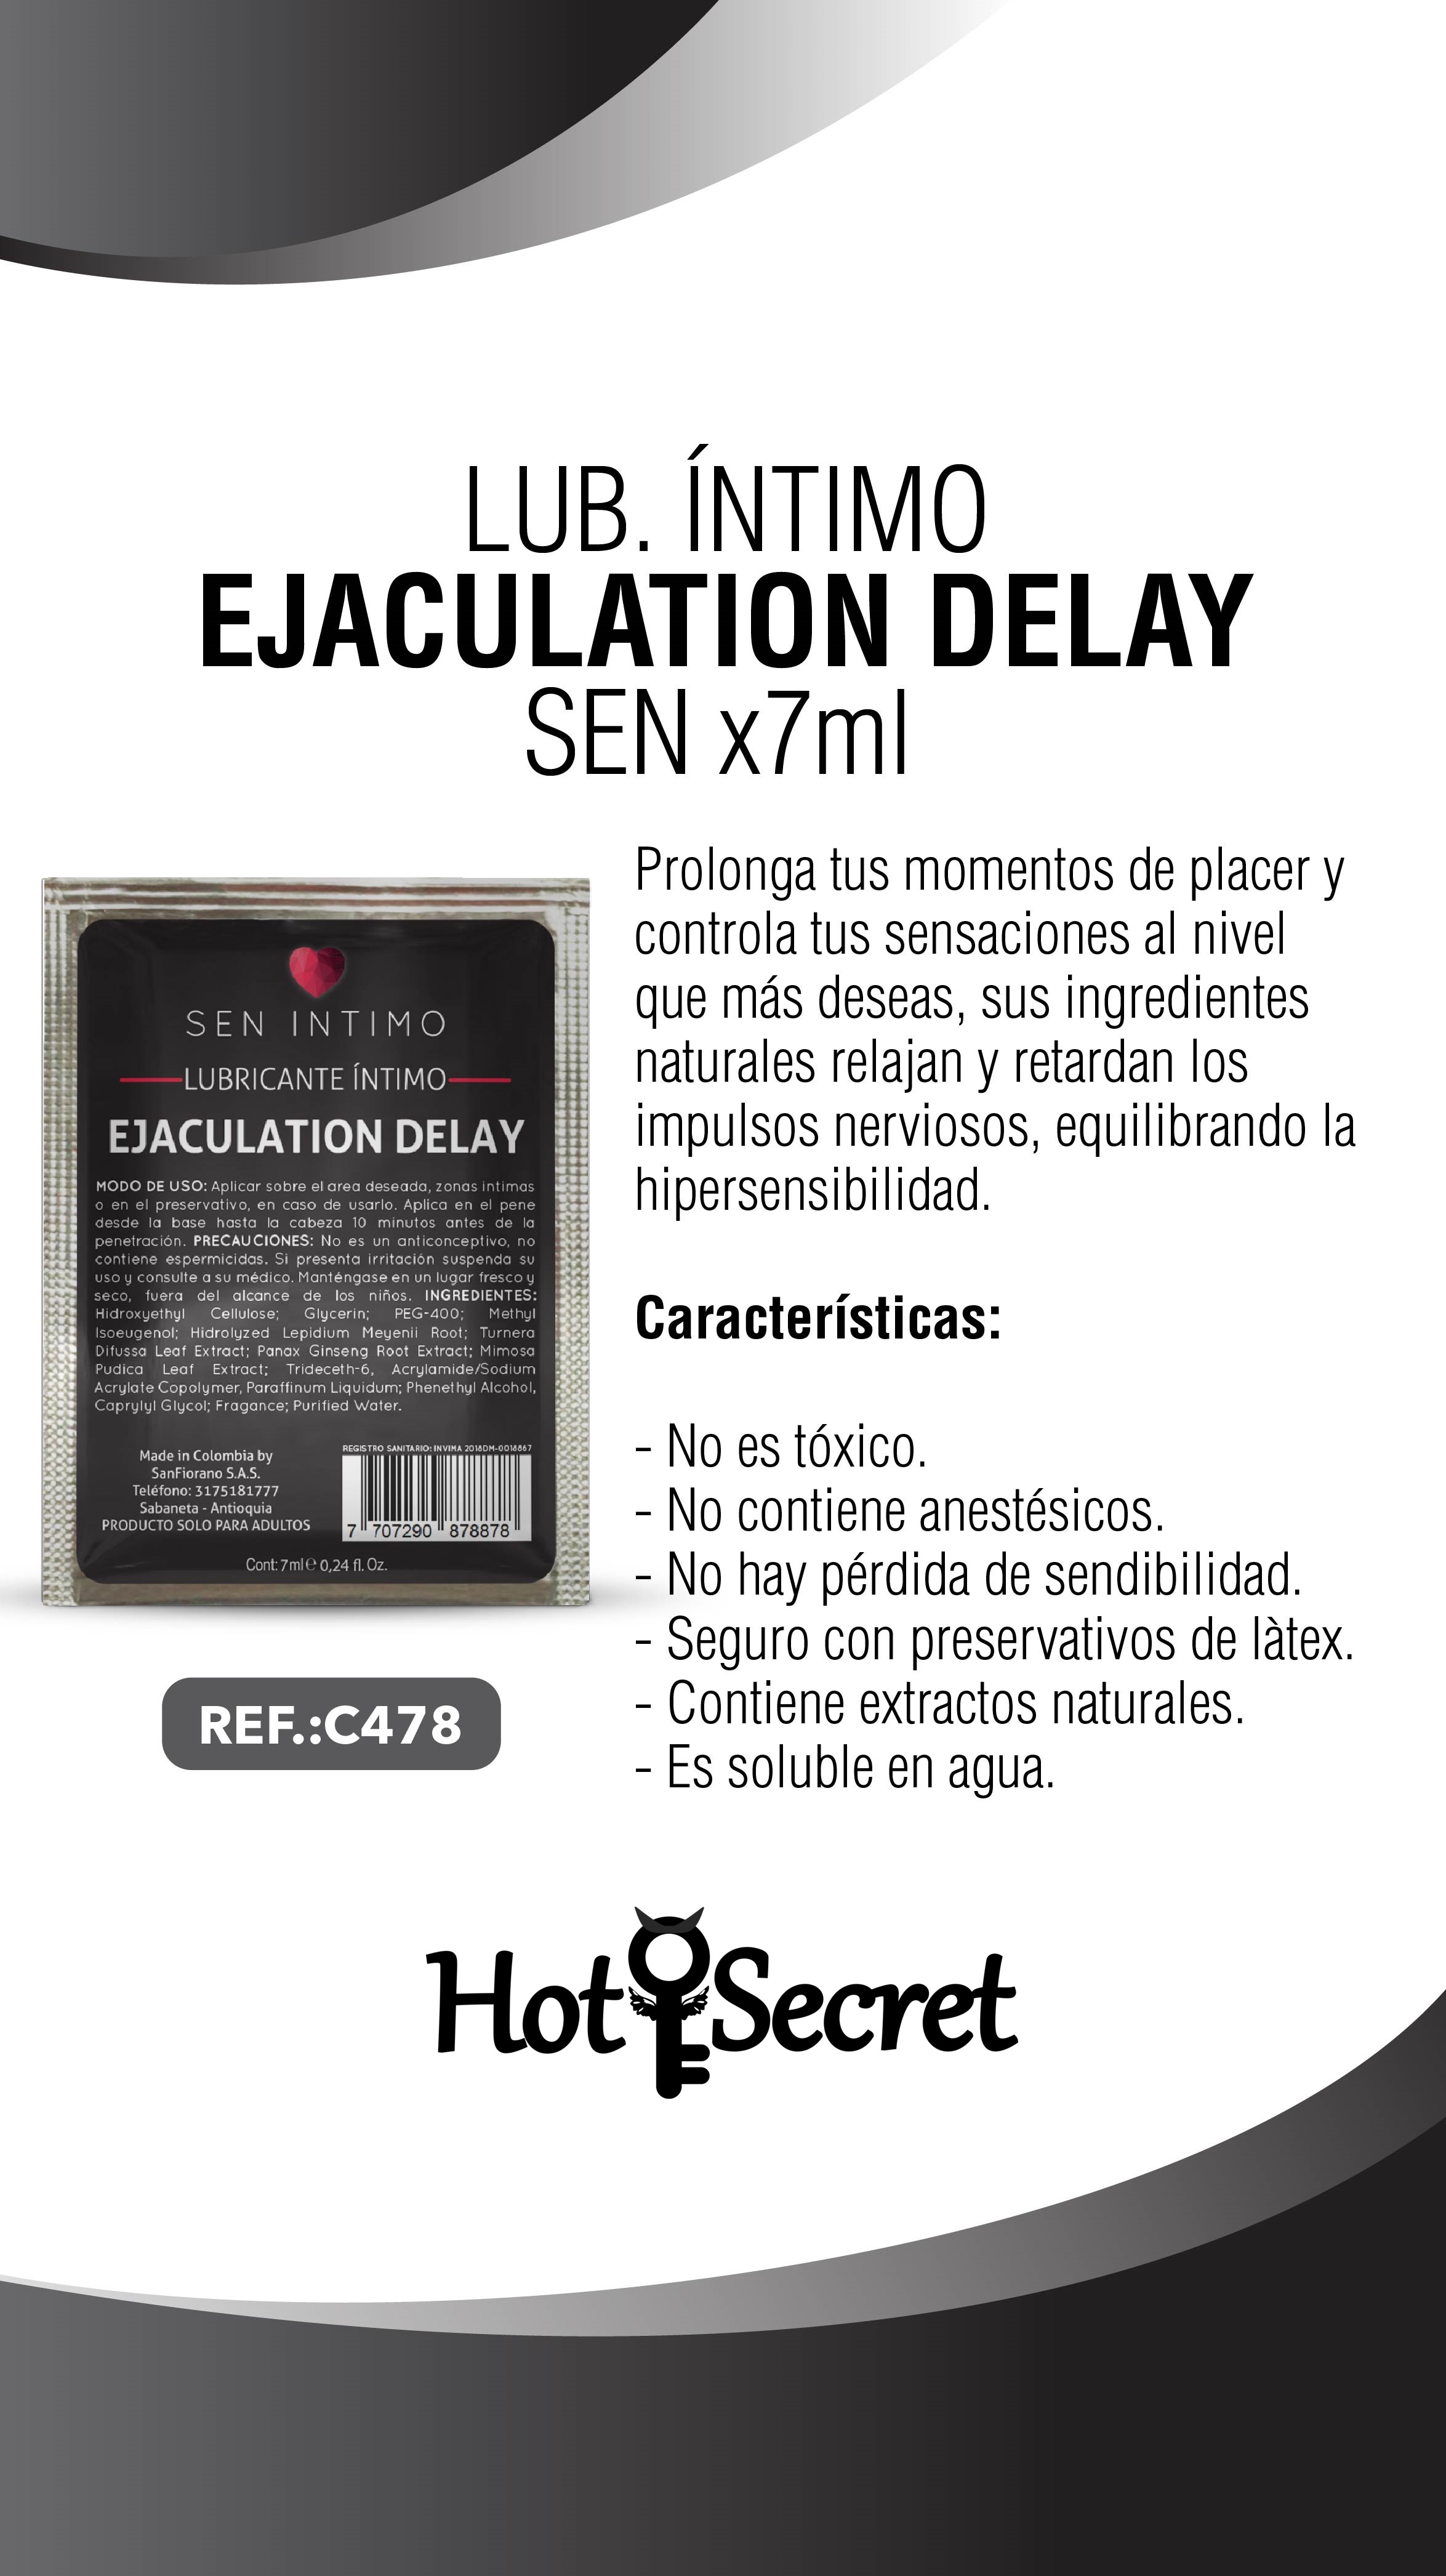 LUB. ÍNTIMO
EJACULATION DELAY
SEN x7ml
Prolonga tus momentos de placer y
controla tus sensaciones al nivel
que más deseas, sus ingredientes
naturales relajan y retardan los
impulsos nerviosos, equilibrando la
hipersensibilidad.
Características:
- No es tóxico.
- No contiene anestésicos.
- No hay pérdida de sendibilidad.
- Seguro con preservativos de làtex.
- Contiene extractos naturales.
- Es soluble en agua.
SEN INTIMO
LUBRICANTE ÍNTIMO
EJACULATION DELAY
MODO DE USO: Aplicar sobre el area deseada, zonas intimas
o en el preservativo, en caso de usarlo. Aplica en el pene
desde la base hasta la cabeza 10 minutos antes de la
penetración. PRECAUCIONES: No es un anticonceptivo, no
contiene espermicidas. Si presenta irritación suspenda su
uso y consulte a su médico. Manténgase en un lugar fresco y
seco, fuera del alcance de los niños. INGREDIENTES:
Hidroxyethyl Cellulose; Glycerin; PEG-400; Methyl
Isoeugenol; Hidrolyzed Lepidium Meyenii Root; Turnera
Difussa Leaf Extract; Panax Ginseng Root Extract; Mimosa
Pudica Leaf Extract; Trideceth-6, Acrylamide/Sodium
Acrylate Copolymer, Paraffinum Liquidum; Phenethyl Alcohol,
Caprylyl Glycol; Fragance; Purified Water.
Made in Colombia by
SanFiorano S.A.S.
Teléfono: 3175181777
Sabaneta - Antioquia
PRODUCTO SOLO PARA ADULTOS
REGISTRO SANITARIO: INVIMA 2018DM-0018867
7 707290 878878
Cont: 7ml ℮ 0,24 fl. Oz.
REF.:C478
Hot Secret